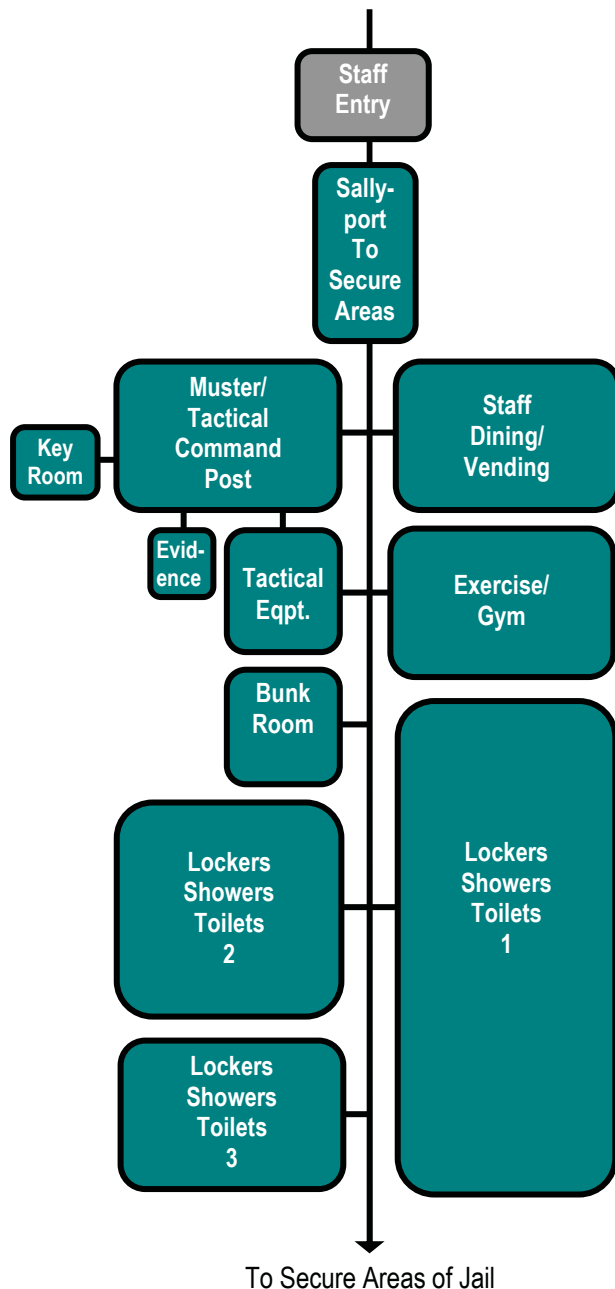 Staff
Entry
Sally-
port
To
Secure
Areas
Muster/
Tactical
Command
Post
Staff
Dining/
Vending
Key
Room
Evid-
ence
Tactical
Eqpt.
Exercise/
Gym
Bunk
Room
Lockers
Showers
Toilets
2
Lockers
Showers
Toilets
1
Lockers
Showers
Toilets
3
To Secure Areas of Jail